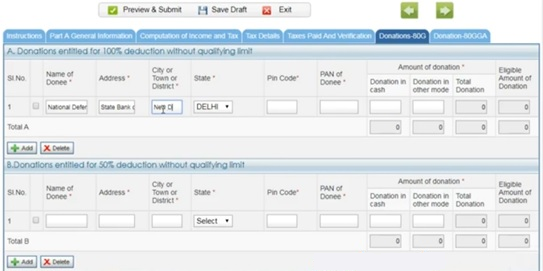 Preview & Submit Save Draft Exit
Instructions Part A General Information Computation of Income and Tax Tax Details Taxes Paid And Verification Donations-80G Donation-80GGA
A. Donations entitled for 100% deduction without qualifying limit
Sl.No. Name of Donee * Address * City or Town or District * State * Pin Code* PAN of Donee * Amount of donation * Eligible Amount of Donation
Donation in cash Donation in other mode Total Donation
1 National Defer State Bank c DELHI 0 0
Total A 0 0 0 0
Add Delete
B.Donations entitled for 50% deduction without qualifying limit
Sl.No. Name of Donee * Address * City or Town or District * State * Pin Code* PAN of Donee * Amount of donation * Eligible Amount of Donation
Donation in cash Donation in other mode Total Donation
1 Select 0 0
Total B 0 0 0 0
Add Delete